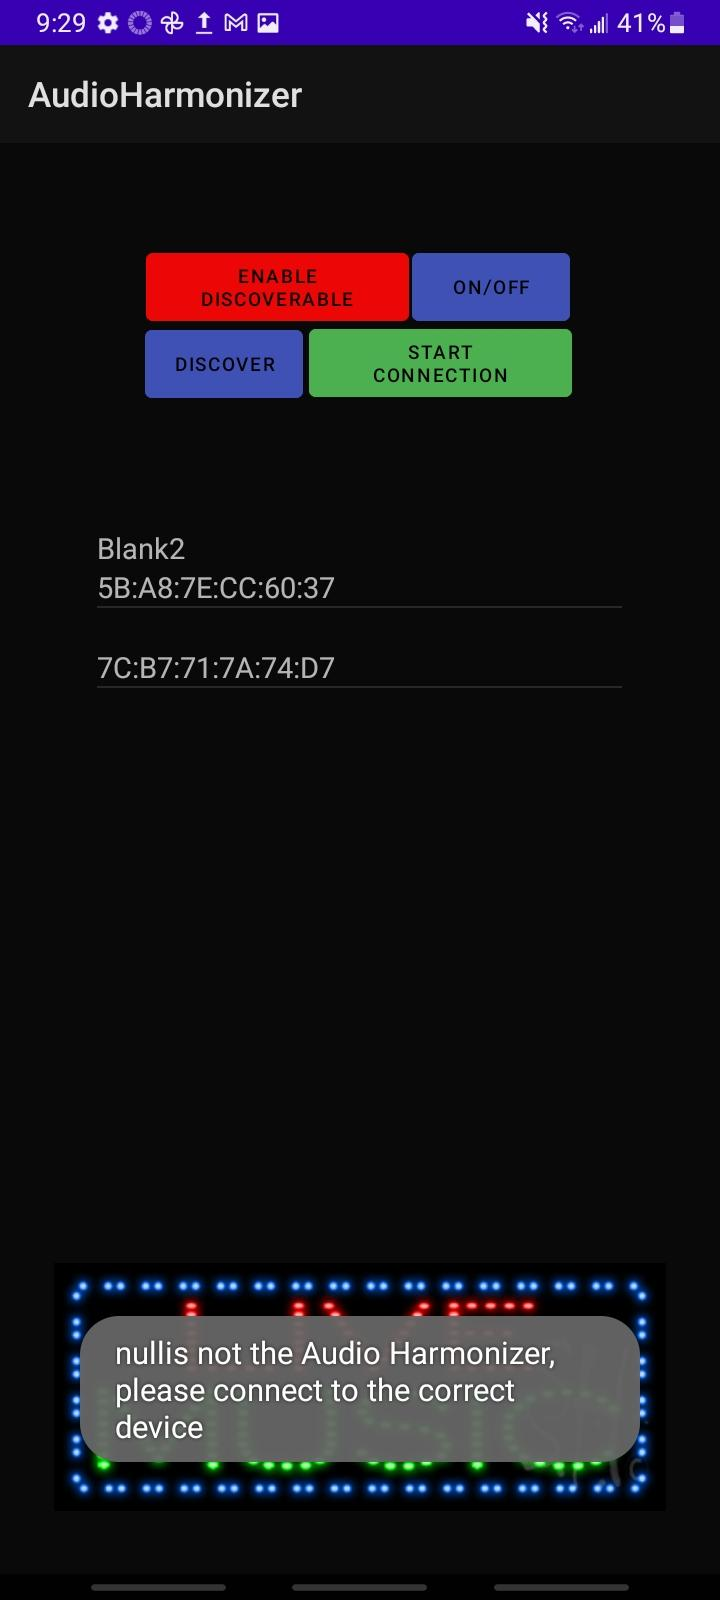 9:29
41%
AudioHarmonizer
ENABLE
DISCOVERABLE
ON/OFF
DISCOVER
START
CONNECTION
Blank2
5B:A8:7E:CC:60:37
7C:B7:71:7A:74:D7
nullis not the Audio Harmonizer,
please connect to the correct
device